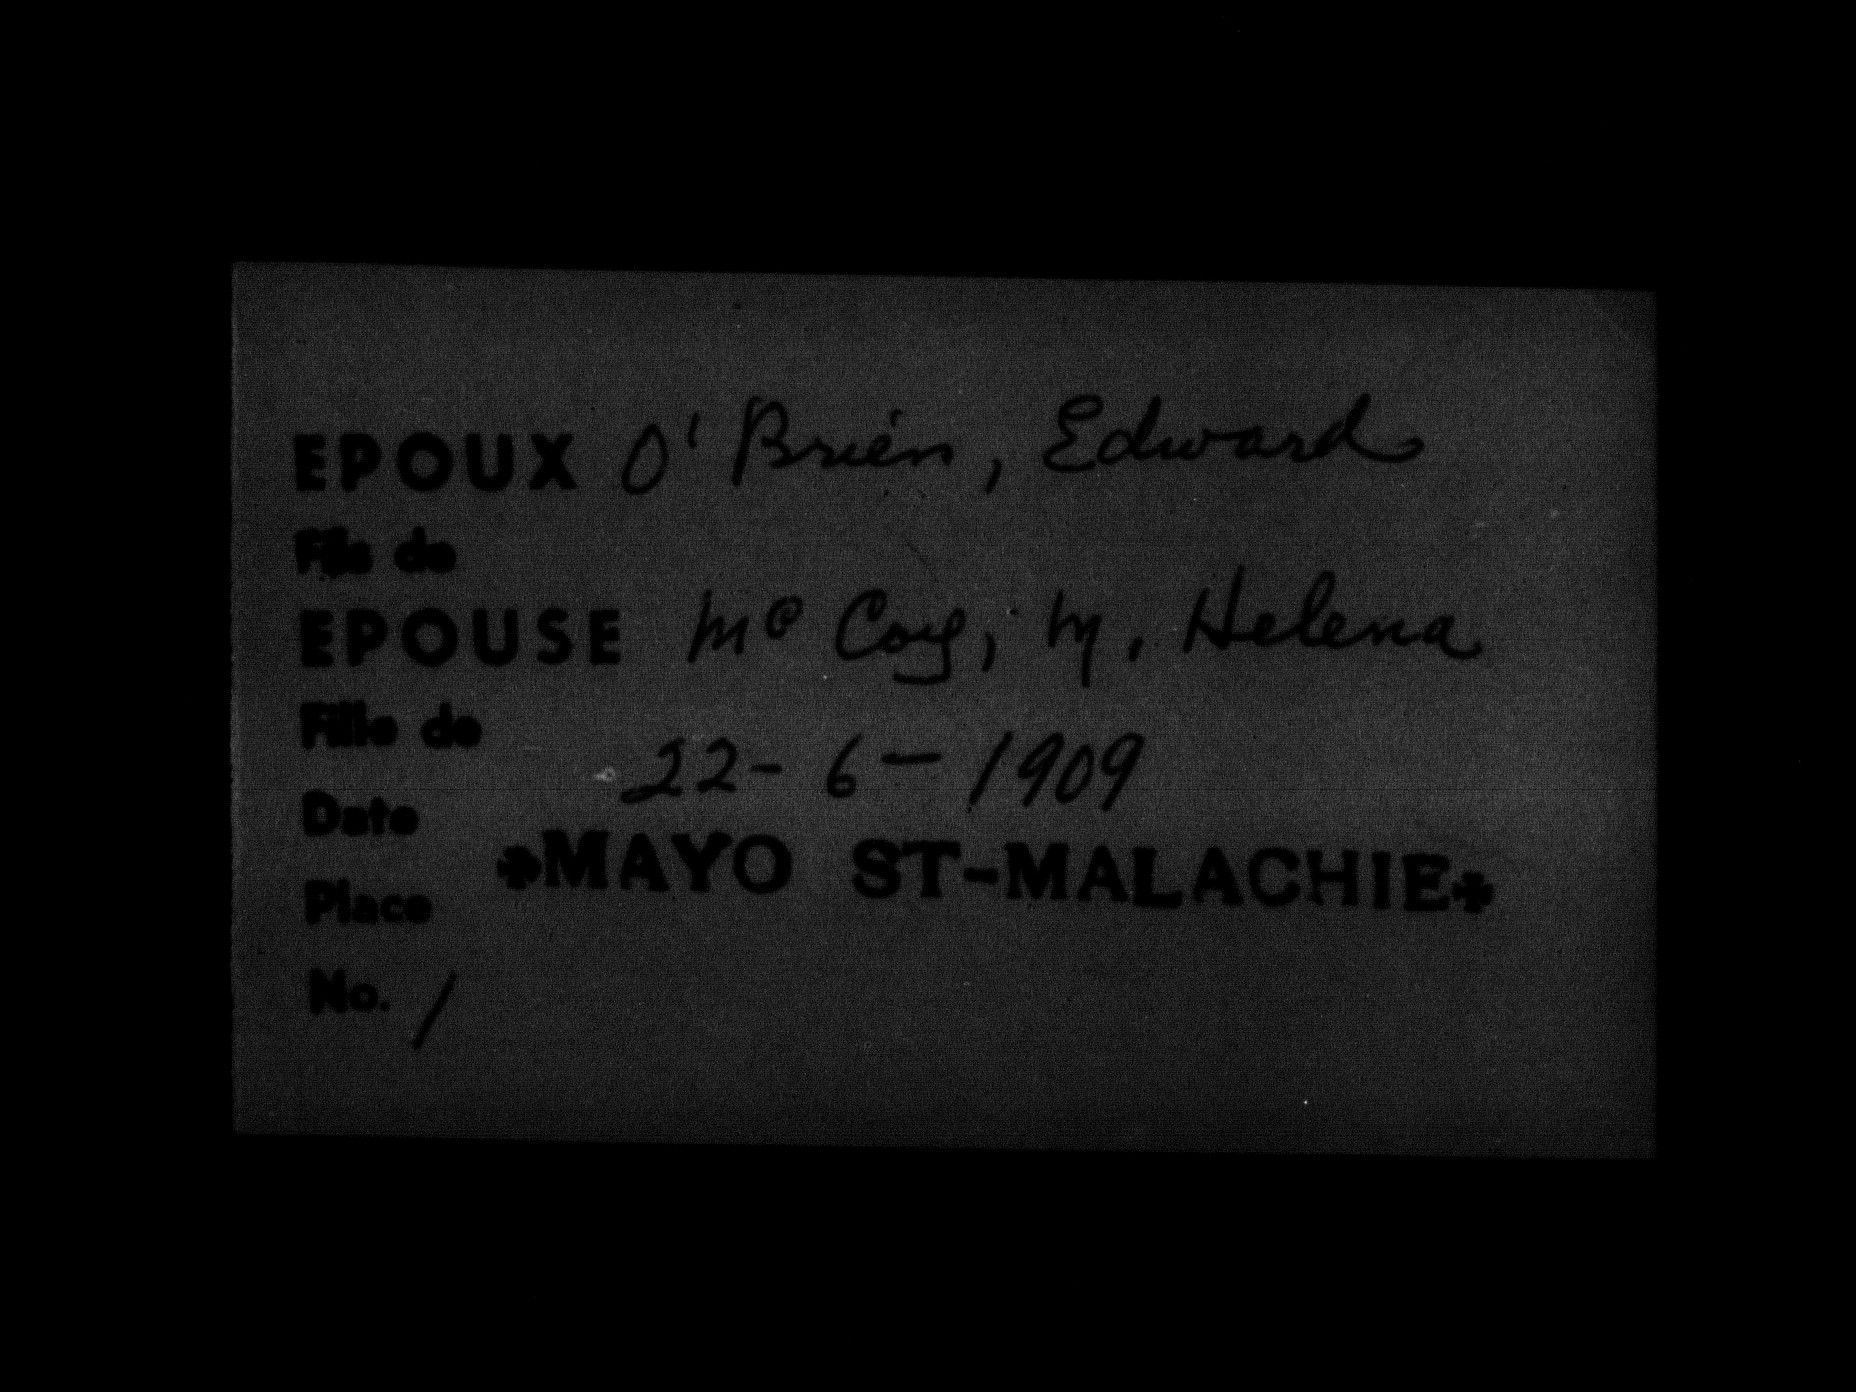 EPOUX O'Brien, Edward
Fils de
EPOUSE McCoy, M. Helena
Fille de
22-6-1909
Date
MAYO ST-MALACHIE
Place
No. 1